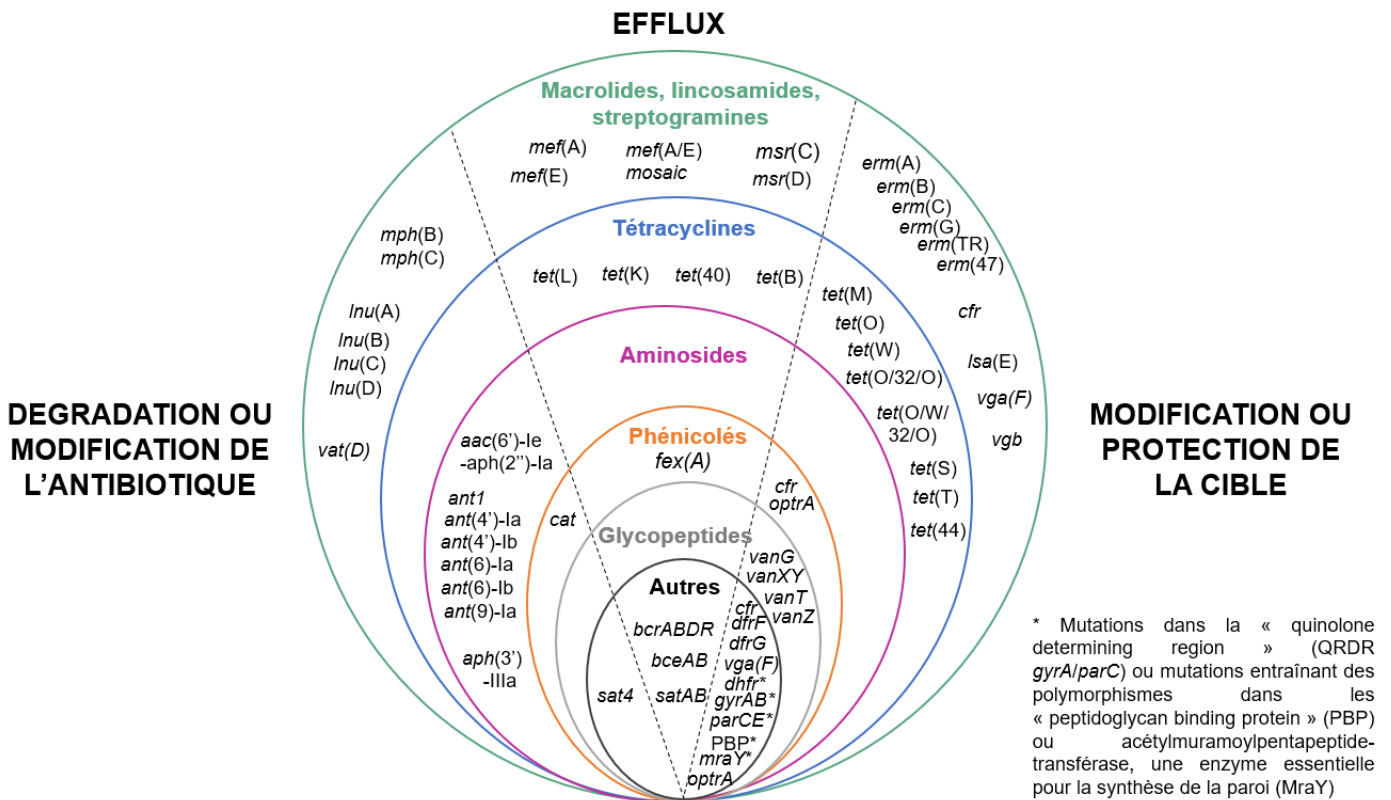 EFFLUX
Macrolides, lincosamides,
streptogramines
mef(A)
mef(E)
mef(A/E)
mosaic
msr(C)
msr(D)
erm(A)
erm(B)
erm(C)
erm(G)
erm(TR)
erm(47)
cfr
lsa(E)
vga(F)
vgb
mph(B)
mph(C)
lnu(A)
lnu(B)
lnu(C)
lnu(D)
vat(D)
Tétracyclines
tet(L)
tet(K)
tet(40)
tet(B)
tet(M)
tet(O)
tet(W)
tet(O/32/O)
tet(O/W/
32/O)
tet(S)
tet(T)
tet(44)
Aminosides
aac(6’)-Ie
-aph(2’’)-Ia
ant1
ant(4’)-Ia
ant(4’)-Ib
ant(6)-Ia
ant(6)-Ib
ant(9)-Ia
aph(3’)
-IIIa
Phénicolés
fex(A)
cat
cfr
optrA
Glycopeptides
vanG
vanXY
vanT
vanZ
Autres
bcrABDR
bceAB
sat4
satAB
cfr
dfrF
dfrG
vga(F)
dhfr*
gyrAB*
parCE*
PBP*
mraY*
optrA
DEGRADATION OU
MODIFICATION DE
L’ANTIBIOTIQUE
MODIFICATION OU
PROTECTION DE
LA CIBLE
* Mutations dans la « quinolone
determining region » (QRDR
gyrA/parC) ou mutations entraînant des
polymorphismes dans les
« peptidoglycan binding protein » (PBP)
ou acétylmuramoylpentapeptide-
transférase, une enzyme essentielle
pour la synthèse de la paroi (MraY)